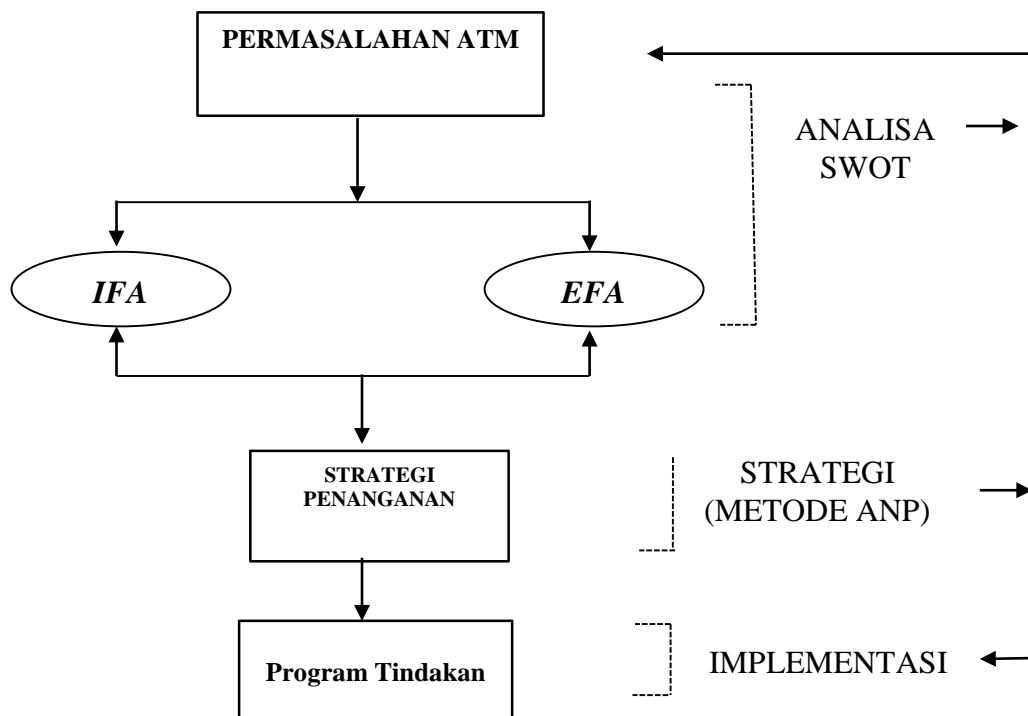 PERMASALAHAN ATM
ANALISA
SWOT
IFA
EFA
STRATEGI
PENANGANAN
STRATEGI
(METODE ANP)
Program Tindakan
IMPLEMENTASI